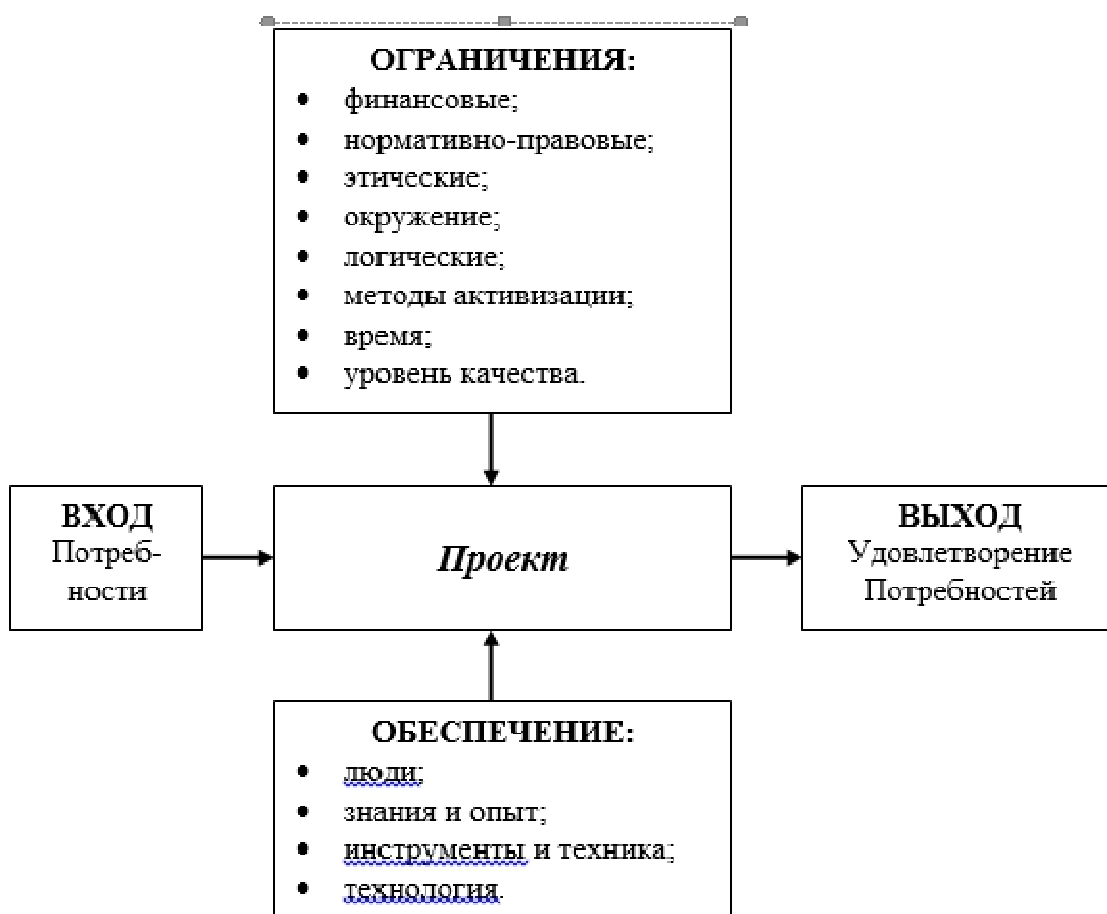 ОГРАНИЧЕНИЯ:
• финансовые;
• нормативно-правовые;
• этические;
• окружение;
• логические;
• методы активизации;
• время;
• уровень качества.
ВХОД
Потреб-
ности
Проект
ВЫХОД
Удовлетворение
Потребностей
ОБЕСПЕЧЕНИЕ:
• люди;
• знания и опыт;
• инструменты и техника;
• технология.